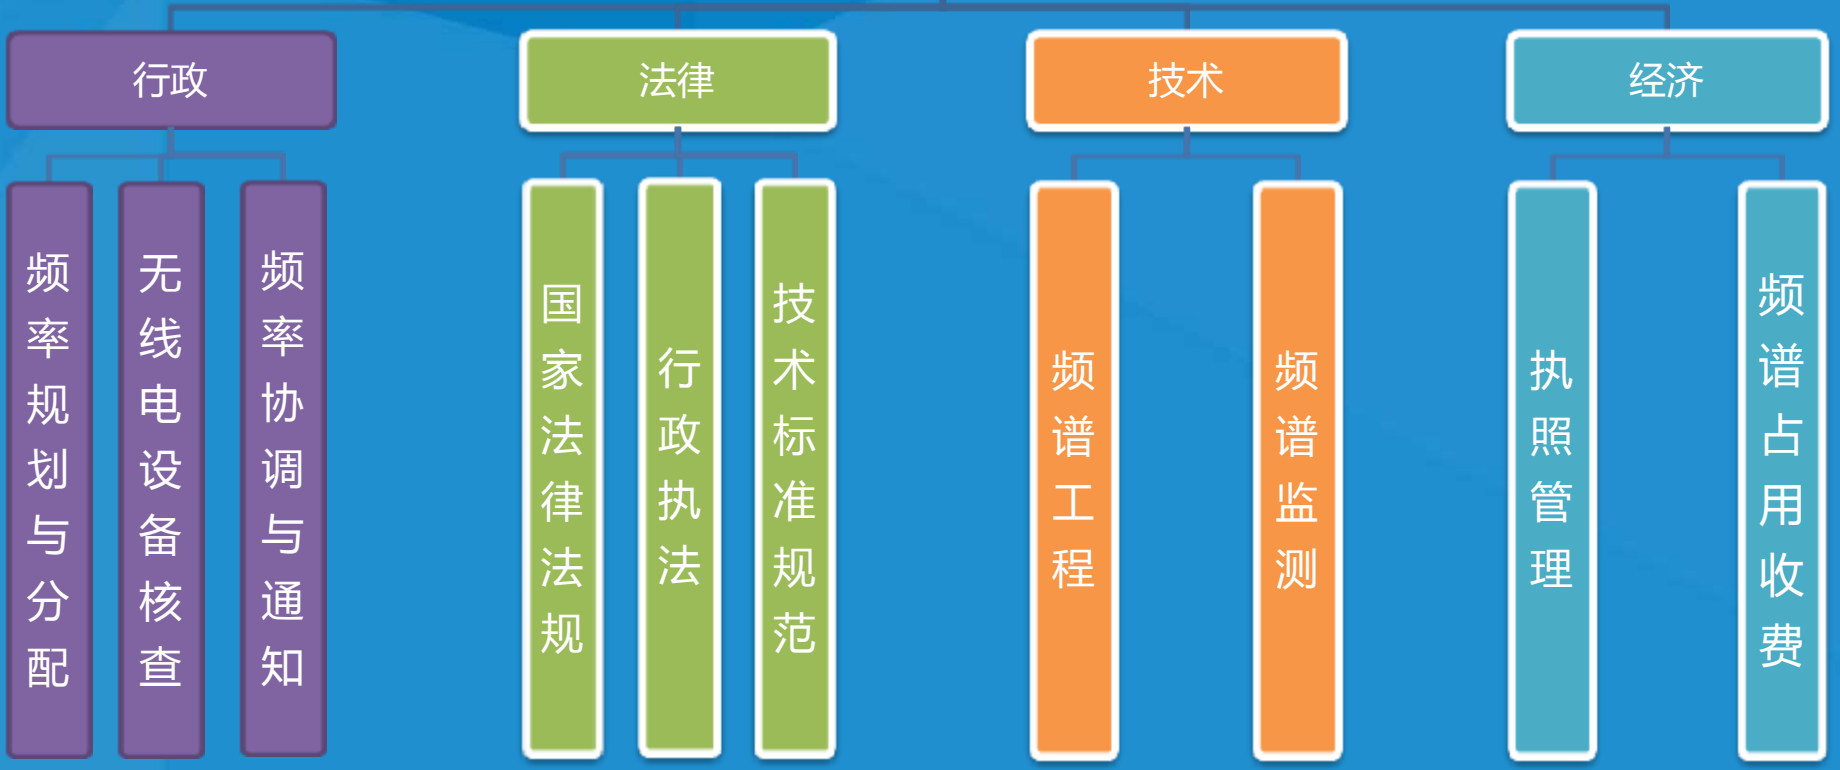 行政
法律
技术
经济
频率规划与分配
无线电设备核查
频率协调与通知
国家法律法规
行政执法
技术标准规范
频谱工程
频谱监测
执照管理
频谱占用收费